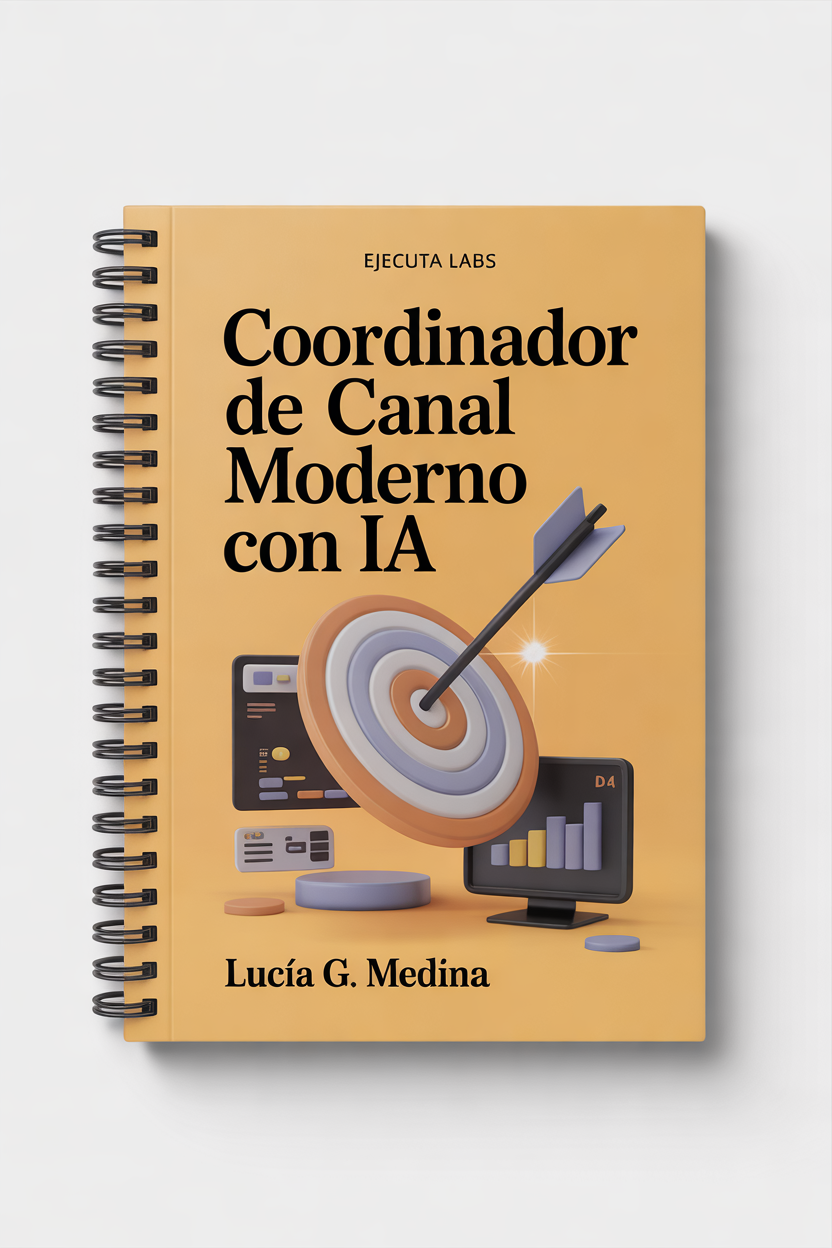 EJECUTA LABS
Coordinador
de Canal
Moderno
con IA
D4
Lucía G. Medina